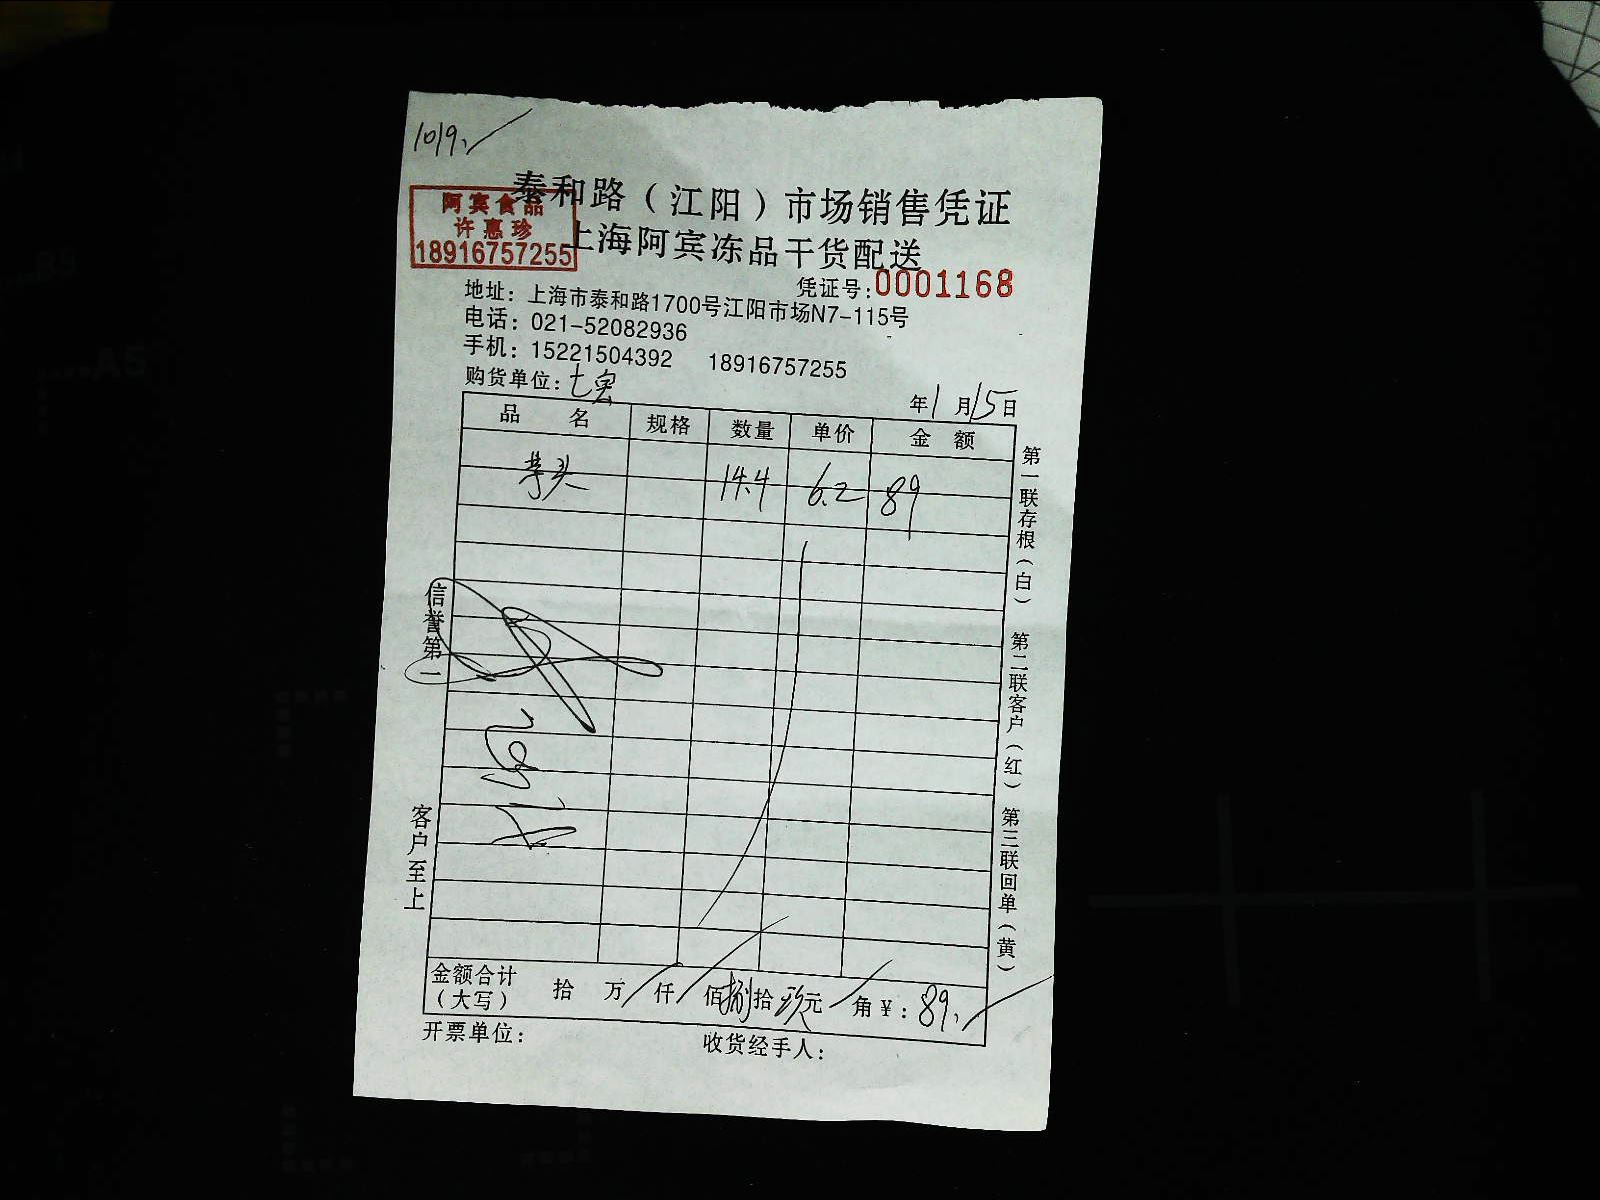 1019、
泰和路（江阳）市场销售凭证
阿宾食品
许惠珍
18916757255
上海阿宾冻品干货配送
凭证号:0001168
地址：上海市泰和路1700号江阳市场N7-115号
电话：021-52082936
手机：15221504392 18916757255
购货单位：七宝
年1月15日
品 名 规格 数量 单价 金 额
芋头 14.4 6.2 89
第一联存根（白） 第二联客户（红） 第三联回单（黄）
信誉第一
客户至上
金额合计（大写） 拾 万 仟 佰捌拾玖元 角¥：89、
开票单位：
收货经手人：